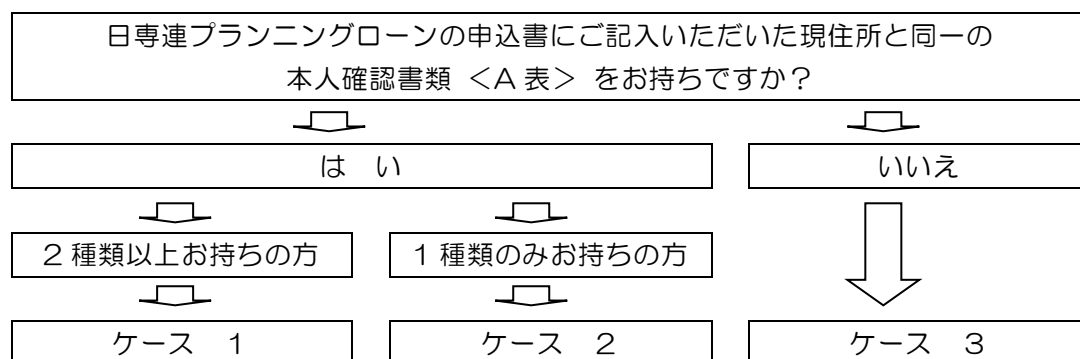 日専連プランニングローンの申込書にご記入いただいた現住所と同一の
本人確認書類 <A表> をお持ちですか？
は い
いいえ
2種類以上お持ちの方
1種類のみお持ちの方
ケース 1
ケース 2
ケース 3